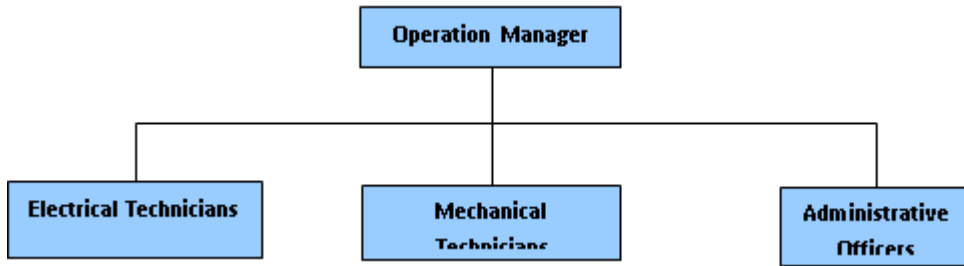 Operation Manager
Electrical Technicians
Mechanical
Technicians
Administrative
Officers